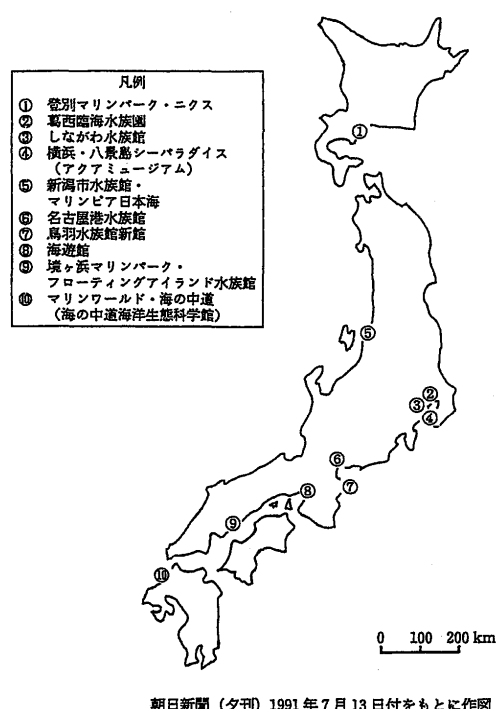 凡例
① 登別マリンパーク・ニクス
② 葛西臨海水族園
③ しながわ水族館
④ 横浜・八景島シーパラダイス
（アクアミュージアム）
⑤ 新潟市水族館・
マリンピア日本海
⑥ 名古屋港水族館
⑦ 鳥羽水族館新館
⑧ 海遊館
⑨ 境ヶ浜マリンパーク・
フローティングアイランド水族館
⑩ マリンワールド・海の中道
（海の中道海洋生態科学館）
①
⑤
②
③
④
⑥
⑦
⑧
⑨
⑩
0 100 200 km
朝日新聞（夕刊）1991年7月13日付をもとに作図